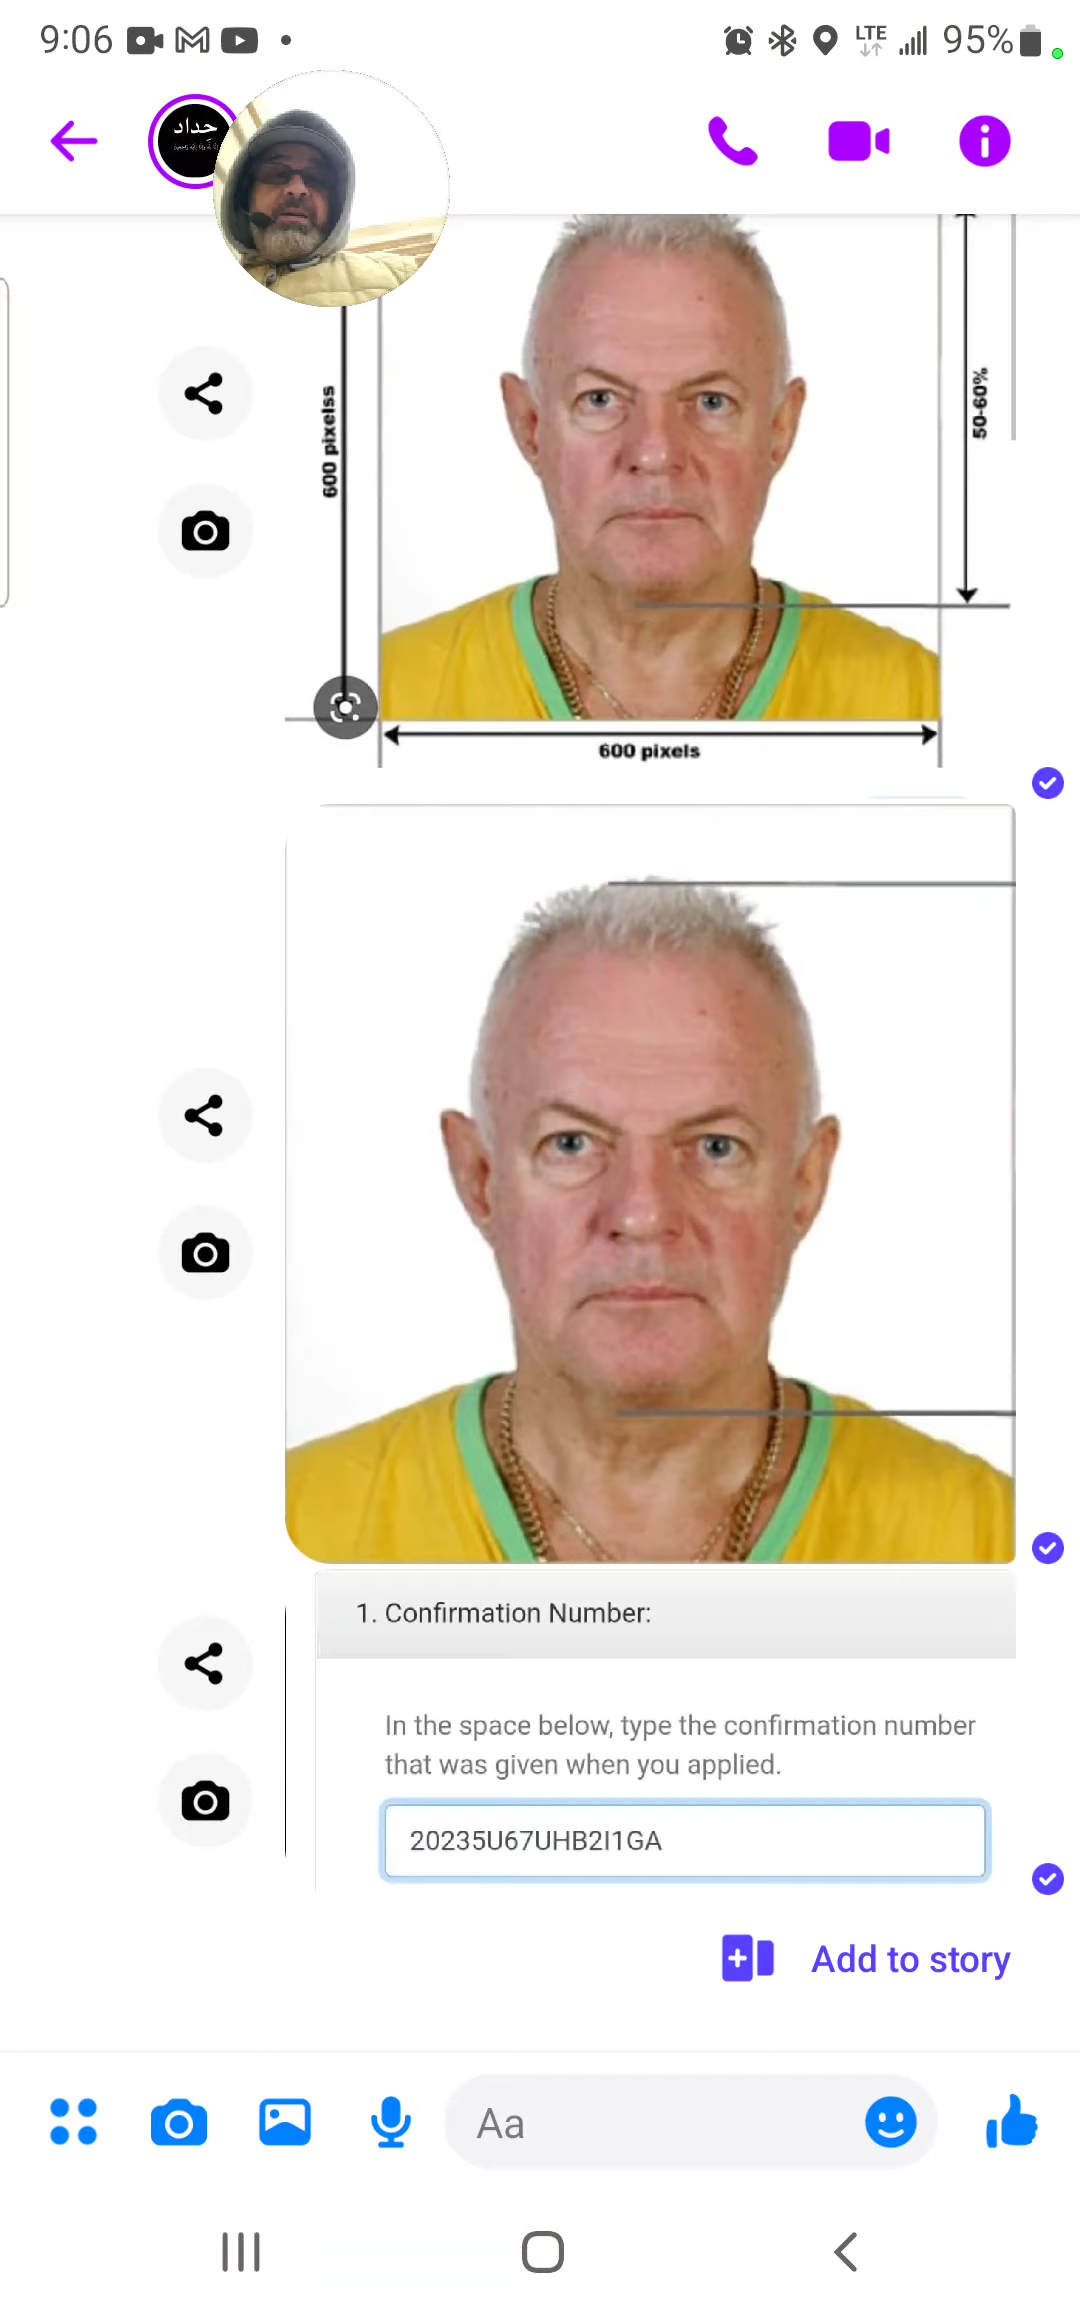 9:06
LTE
95%
حداد
600 pixelss
50-60%
600 pixels
1. Confirmation Number:
In the space below, type the confirmation number
that was given when you applied.
20235U67UHB2I1GA
Add to story
Aa